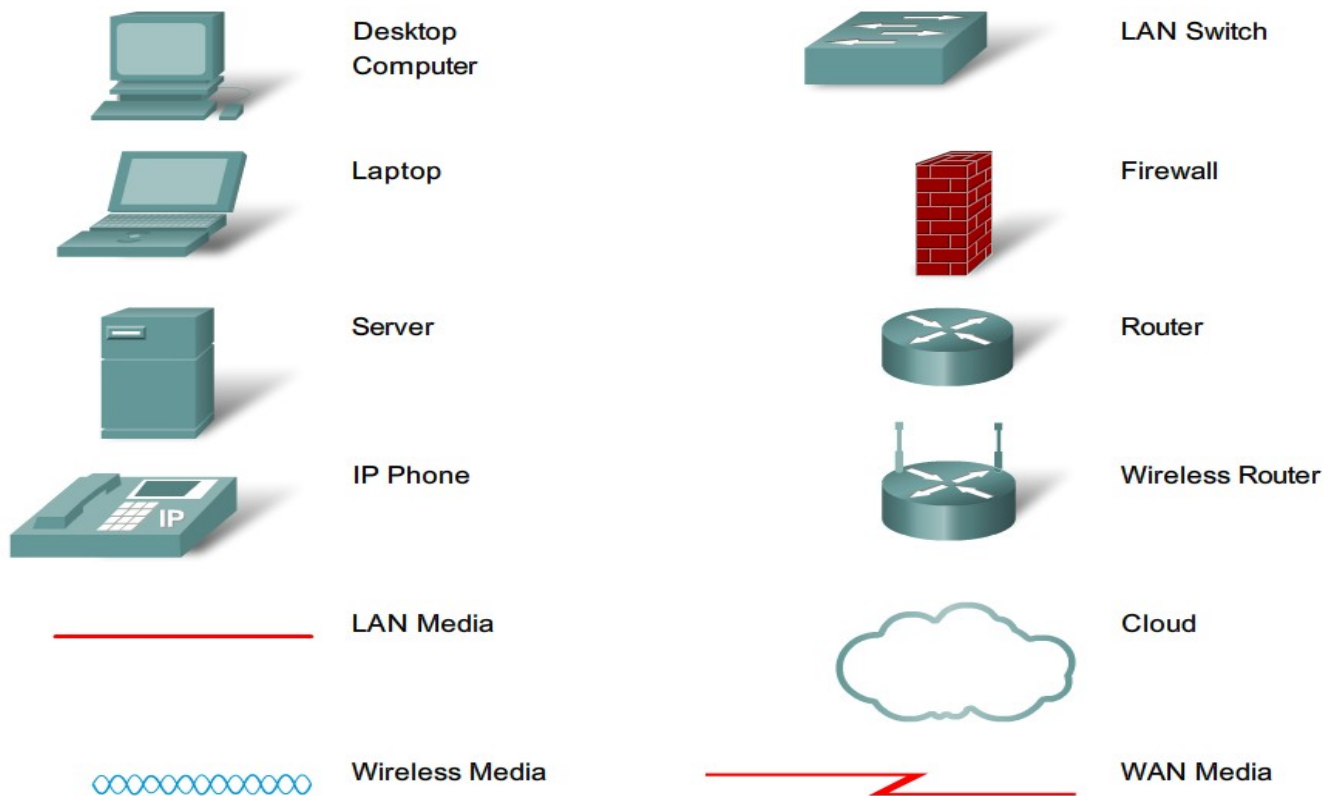 Desktop
Computer
LAN Switch
Laptop
Firewall
Server
Router
IP Phone
IP
Wireless Router
LAN Media
Cloud
Wireless Media
WAN Media